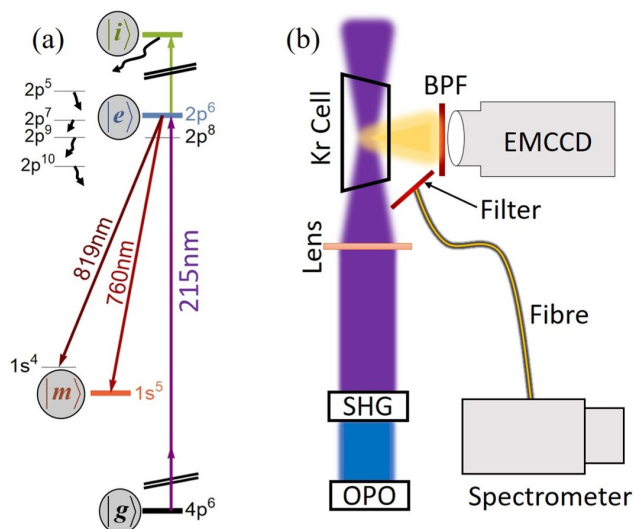 (a)
|i⟩
2p⁵
2p⁷
2p⁹
2p¹⁰
|e⟩
2p⁶
2p⁸
819nm
760nm
215nm
1s⁴
|m⟩
1s⁵
|g⟩
4p⁶
(b)
Kr Cell
BPF
EMCCD
Filter
Lens
Fibre
SHG
OPO
Spectrometer